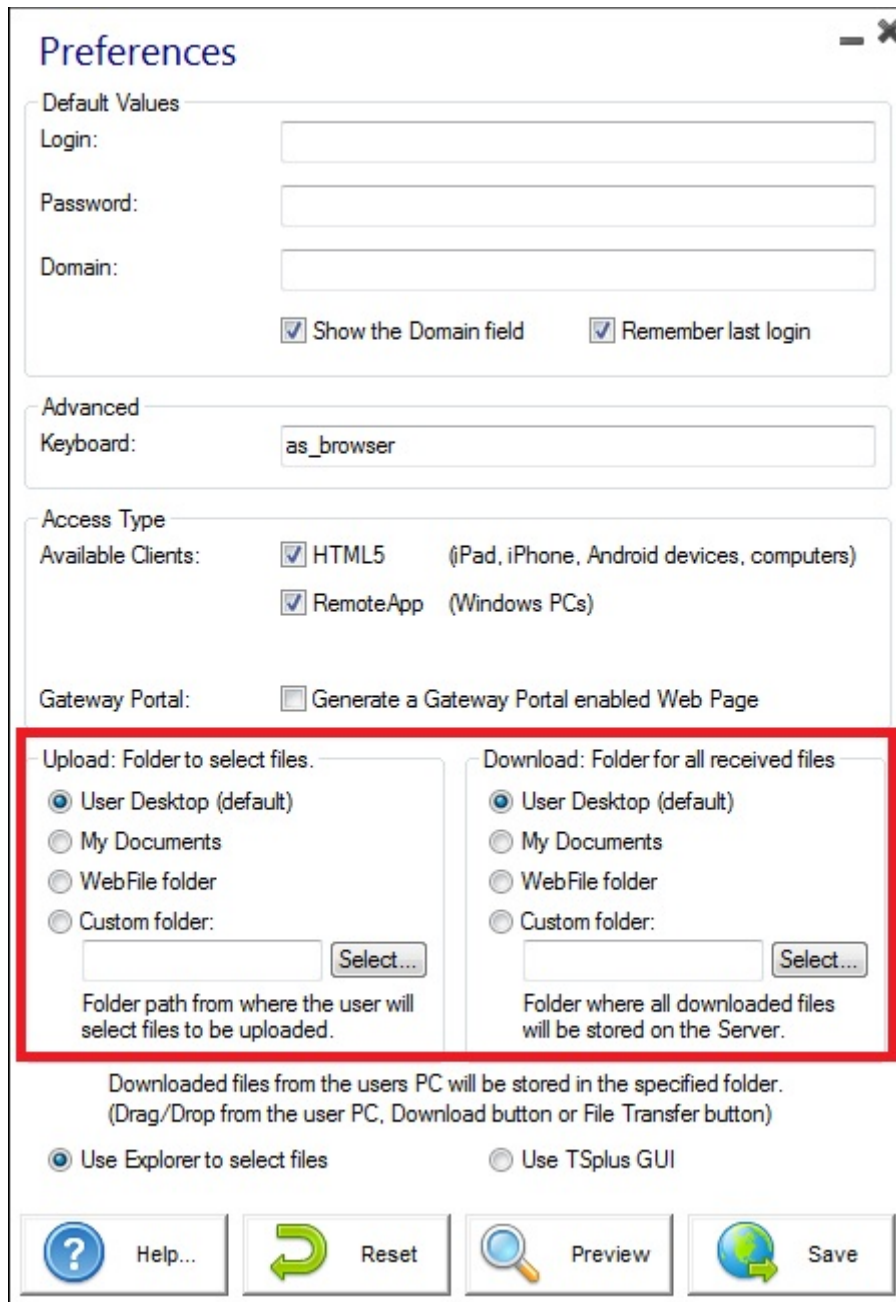 Preferences
Default Values
Login:
Password:
Domain:
Show the Domain field
Remember last login
Advanced
Keyboard:
as_browser
Access Type
Available Clients:
HTML5
(iPad, iPhone, Android devices, computers)
RemoteApp
(Windows PCs)
Gateway Portal:
Generate a Gateway Portal enabled Web Page
Upload: Folder to select files.
User Desktop (default)
My Documents
WebFile folder
Custom folder:
Select...
Folder path from where the user will
select files to be uploaded.
Download: Folder for all received files
User Desktop (default)
My Documents
WebFile folder
Custom folder:
Select...
Folder where all downloaded files
will be stored on the Server.
Downloaded files from the users PC will be stored in the specified folder.
(Drag/Drop from the user PC, Download button or File Transfer button)
Use Explorer to select files
Use TSplus GUI
Help...
Reset
Preview
Save